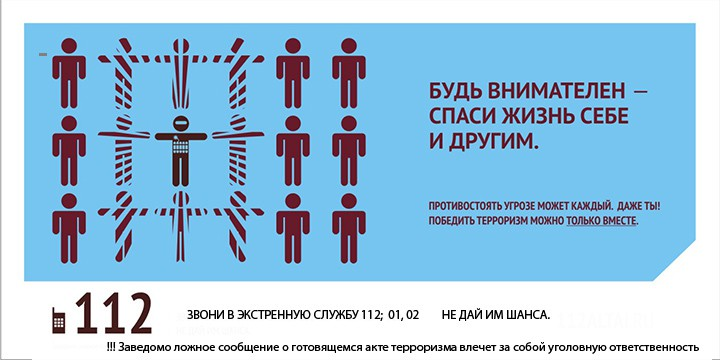 БУДЬ ВНИМАТЕЛЕН –
СПАСИ ЖИЗНЬ СЕБЕ
И ДРУГИМ.
ПРОТИВОСТОЯТЬ УГРОЗЕ МОЖЕТ КАЖДЫЙ. ДАЖЕ ТЫ!
ПОБЕДИТЬ ТЕРРОРИЗМ МОЖНО ТОЛЬКО ВМЕСТЕ.
112 ЗВОНИ В ЭКСТРЕННУЮ СЛУЖБУ 112; 01, 02 НЕ ДАЙ ИМ ШАНСА.
!!! Заведомо ложное сообщение о готовящемся акте терроризма влечет за собой уголовную ответственность